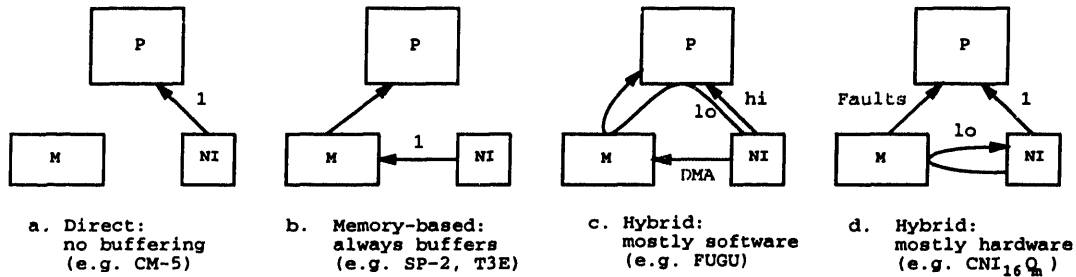 P
1
M
NI
a. Direct:
no buffering
(e.g. CM-5)
P
1
M
NI
b. Memory-based:
always buffers
(e.g. SP-2, T3E)
P
hi
lo
M
NI
DMA
c. Hybrid:
mostly software
(e.g. FUGU)
P
Faults
1
lo
M
NI
d. Hybrid:
mostly hardware
(e.g. CNI16Qm)